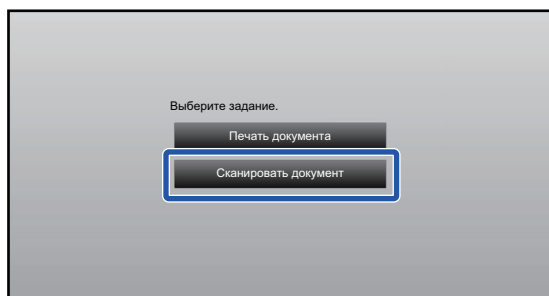 Выберите задание.
Печать документа
Сканировать документ